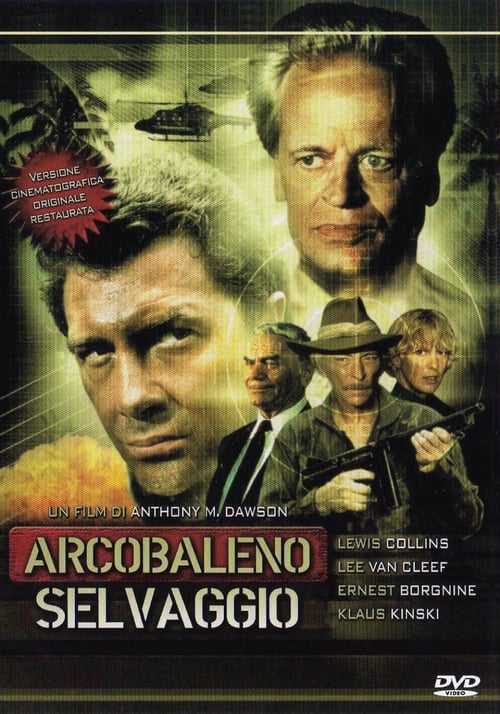 VERSIONE
CINEMATOGRAFICA
ORIGINALE
RESTAURATA
UN FILM DI ANTHONY M. DAWSON
ARCOBALENO
SELVAGGIO
LEWIS COLLINS
LEE VAN CLEEF
ERNEST BORGNINE
KLAUS KINSKI
DVD
VIDEO